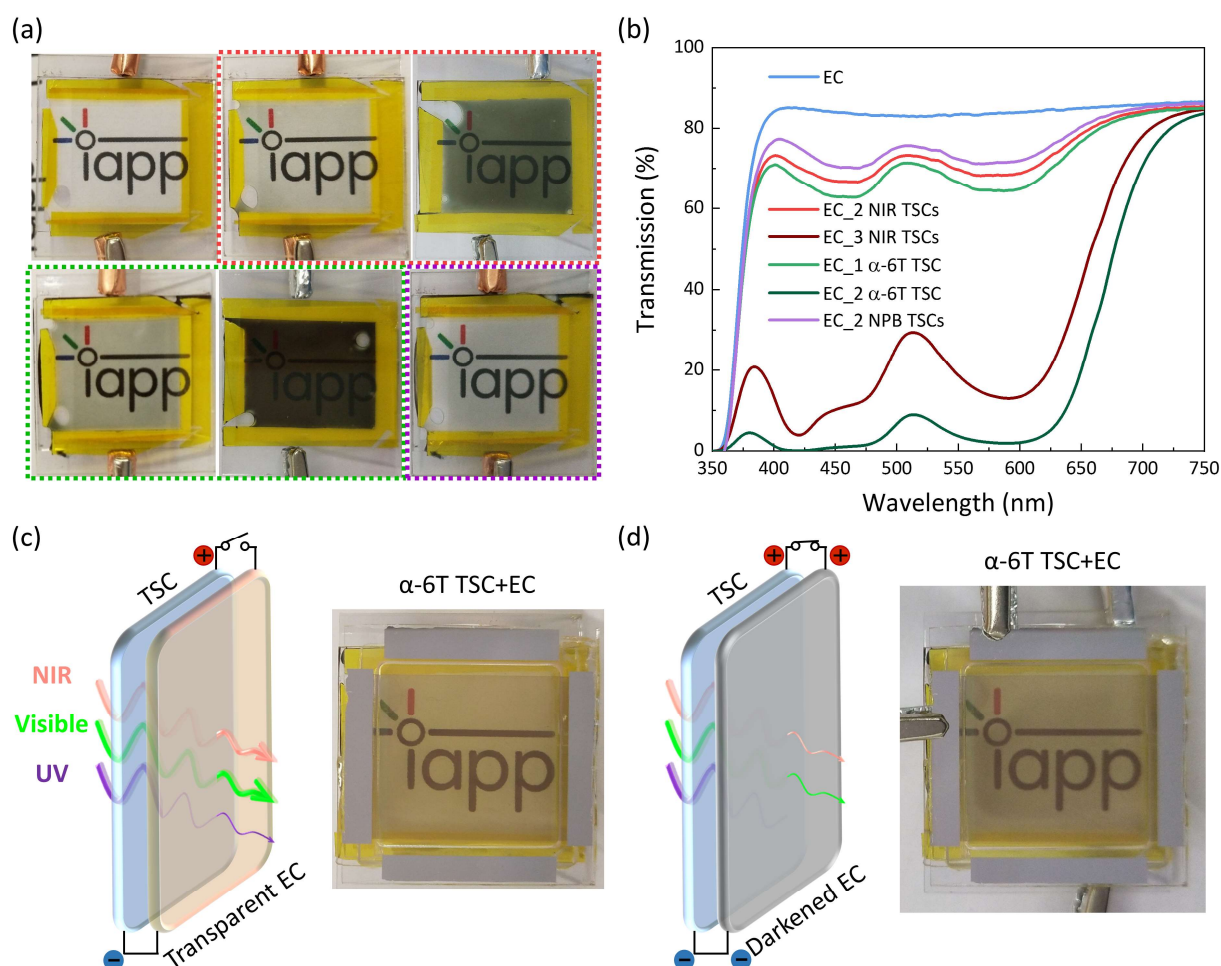 (a)
iapp
iapp
iapp
iapp
iapp
iapp
(b)
100
80
60
40
20
0
Transmission (%)
EC
EC_2 NIR TSCs
EC_3 NIR TSCs
EC_1 α-6T TSC
EC_2 α-6T TSC
EC_2 NPB TSCs
350
400
450
500
550
600
650
700
750
Wavelength (nm)
(c)
+
TSC
NIR
Visible
UV
−
Transparent EC
α-6T TSC+EC
iapp
(d)
+
+
TSC
−
−
Darkened EC
α-6T TSC+EC
iapp